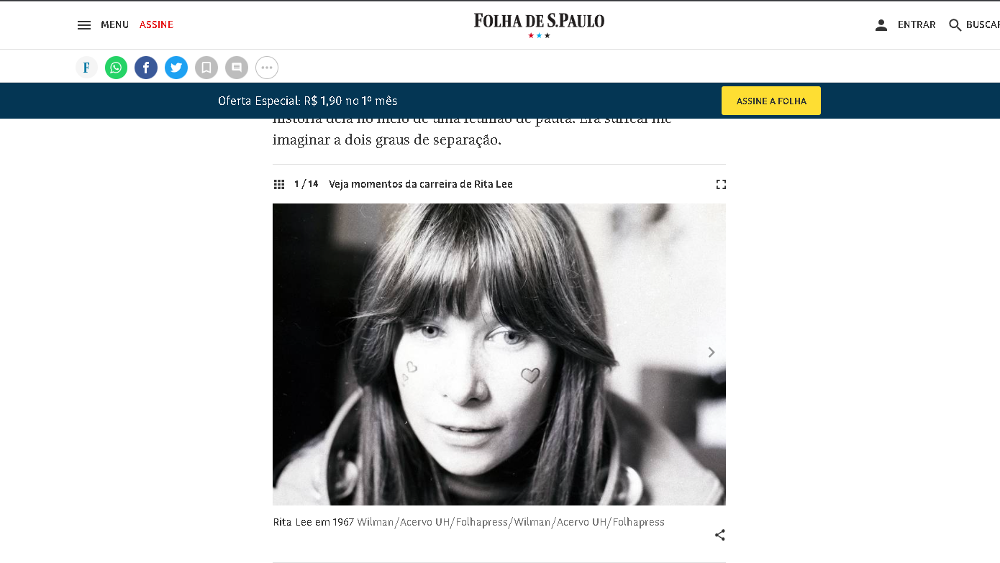 MENU
ASSINE
FOLHA DE S.PAULO
ENTRAR
BUSCAR
F
f
Oferta Especial: R$ 1,90 no 1º mês
ASSINE A FOLHA
história dela no meio de uma reunião de pauta. Era surreal me
imaginar a dois graus de separação.
1 / 14 Veja momentos da carreira de Rita Lee
Rita Lee em 1967 Wilman/Acervo UH/Folhapress/Wilman/Acervo UH/Folhapress